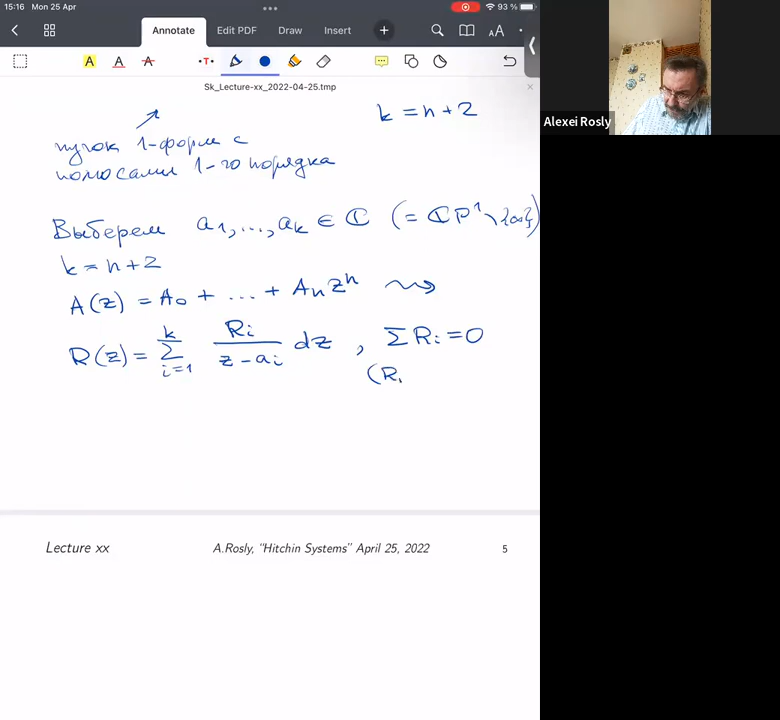 15:16 Mon 25 Apr
93 %
Annotate Edit PDF Draw Insert
AA
A A A T
Sk_Lecture-xx_2022-04-25.tmp
Alexei Rosly
k = n + 2
пучок 1-форм с
полюсами 1-го порядка
Выберем a₁,...,aₖ ∈ ℂ (= ℂP¹ \ {∞})
k = n + 2
A(z) = A₀ + ... + Aₙzⁿ ⇝
R(z) = Σᵢ₌₁ᵏ Rᵢ/(z - aᵢ) dz , ΣRᵢ = 0
(R.
Lecture xx A.Rosly, "Hitchin Systems" April 25, 2022 5